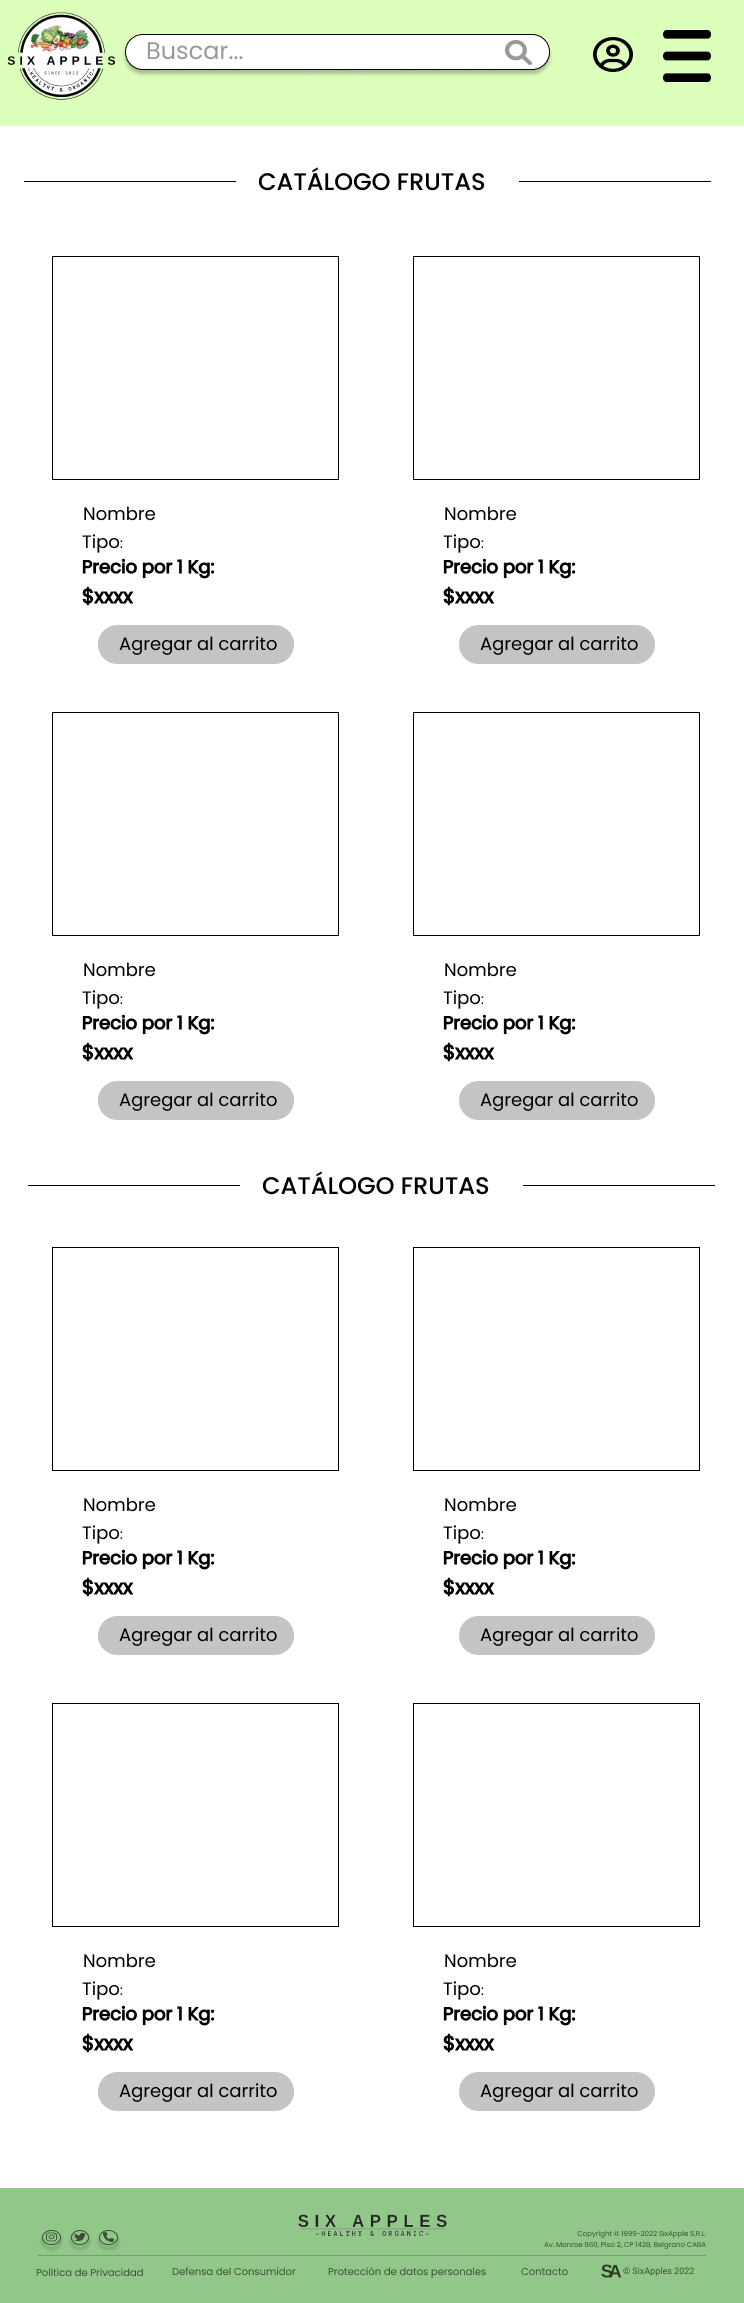 SIX APPLES
SINCE 2013
HEALTHY & ORGANIC
Buscar...
CATÁLOGO FRUTAS
Nombre
Tipo:
Precio por 1 Kg:
$xxxx
Agregar al carrito
Nombre
Tipo:
Precio por 1 Kg:
$xxxx
Agregar al carrito
Nombre
Tipo:
Precio por 1 Kg:
$xxxx
Agregar al carrito
Nombre
Tipo:
Precio por 1 Kg:
$xxxx
Agregar al carrito
CATÁLOGO FRUTAS
Nombre
Tipo:
Precio por 1 Kg:
$xxxx
Agregar al carrito
Nombre
Tipo:
Precio por 1 Kg:
$xxxx
Agregar al carrito
Nombre
Tipo:
Precio por 1 Kg:
$xxxx
Agregar al carrito
Nombre
Tipo:
Precio por 1 Kg:
$xxxx
Agregar al carrito
SIX APPLES
-HEALTHY & ORGANIC-
Copyright © 1999-2022 SixApple S.R.L.
Av. Monroe 860, Piso 2, CP 1428, Belgrano CABA
Política de Privacidad
Defensa del Consumidor
Protección de datos personales
Contacto
SA © SixApples 2022